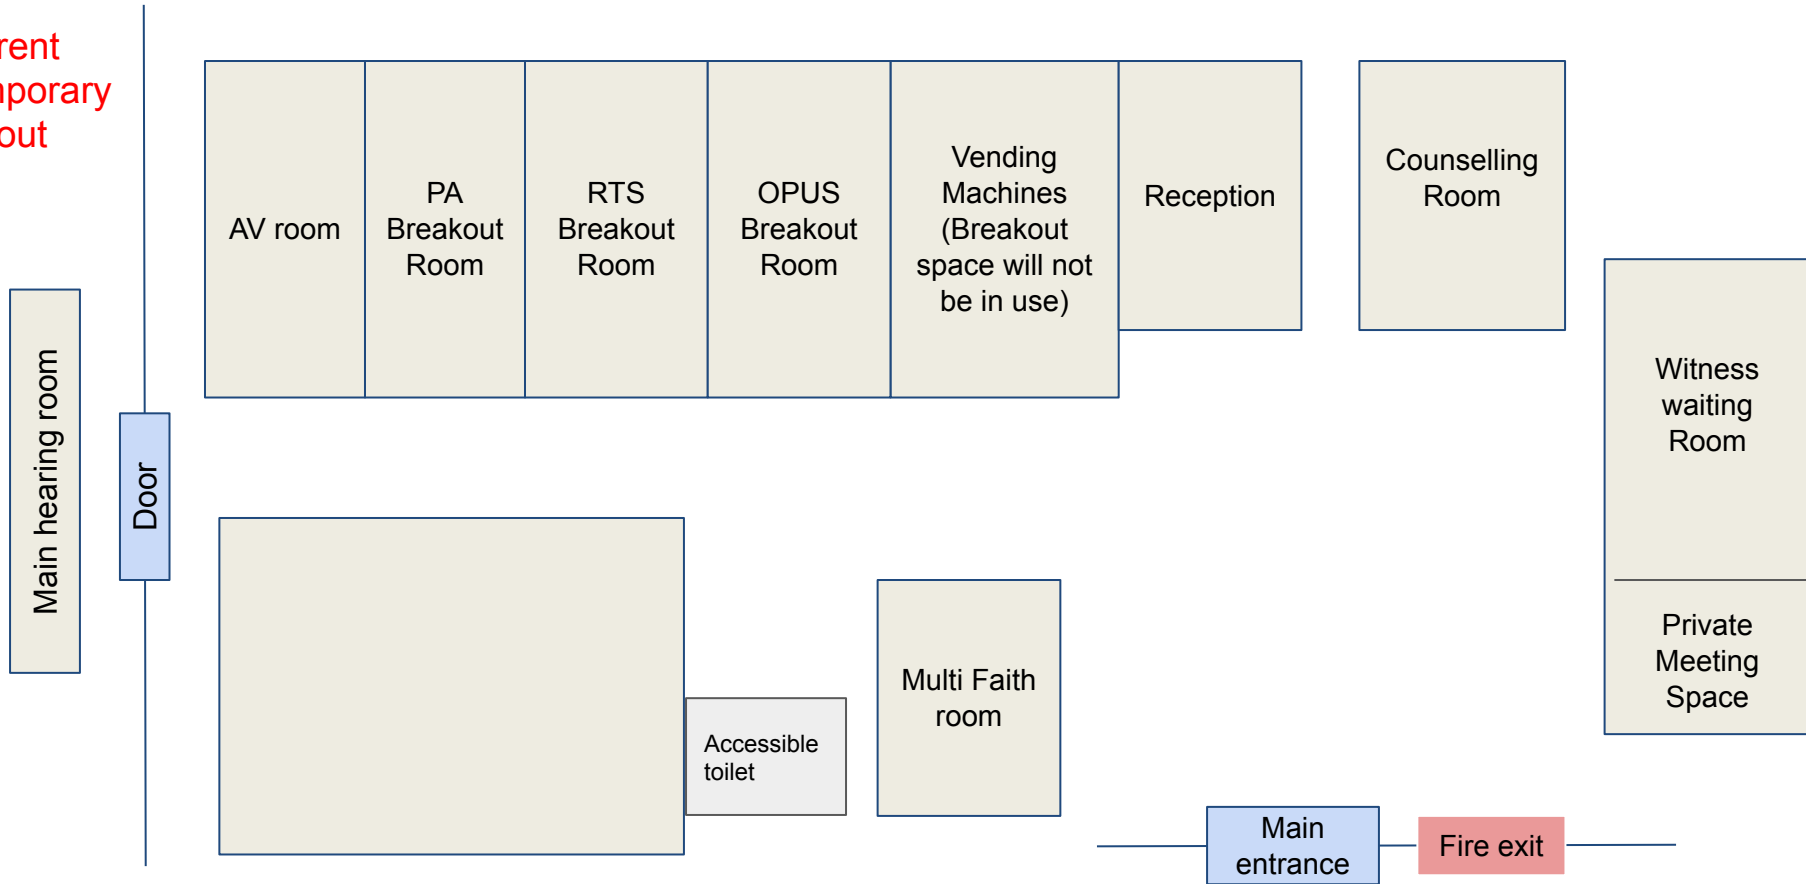 out
AV room
PA
Breakout
Room
RTS
Breakout
Room
OPUS
Breakout
Room
Vending
Machines
(Breakout
space will not
be in use)
Reception
Counselling
Room
Witness
waiting
Room
Private
Meeting
Space
Main hearing room
Door
Accessible
toilet
Multi Faith
room
Main
entrance
Fire exit